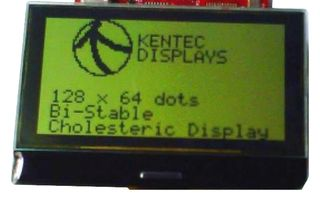 KENTEC
DISPLAYS
128 x 64 dots
Bi-Stable
Cholesteric Display